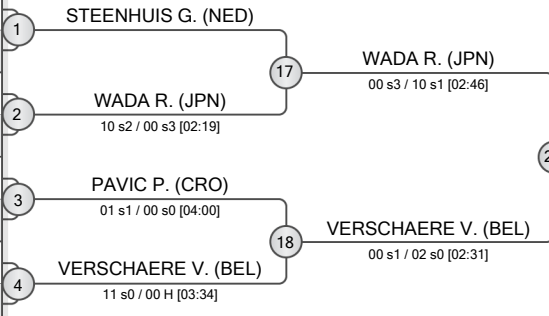 1
STEENHUIS G. (NED)
17
WADA R. (JPN)
00 s3 / 10 s1 [02:46]
2
WADA R. (JPN)
10 s2 / 00 s3 [02:19]
3
PAVIC P. (CRO)
01 s1 / 00 s0 [04:00]
18
VERSCHAERE V. (BEL)
00 s1 / 02 s0 [02:31]
4
VERSCHAERE V. (BEL)
11 s0 / 00 H [03:34]